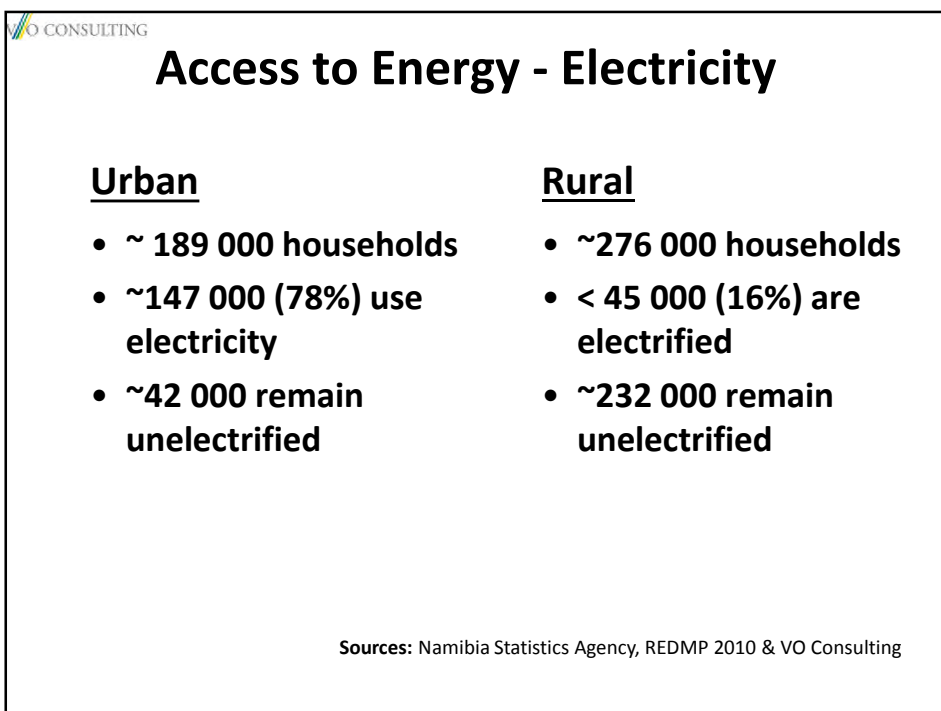 VO CONSULTING
Access to Energy - Electricity
Urban
• ~ 189 000 households
• ~147 000 (78%) use
electricity
• ~42 000 remain
unelectrified
Rural
• ~276 000 households
• < 45 000 (16%) are
electrified
• ~232 000 remain
unelectrified
Sources: Namibia Statistics Agency, REDMP 2010 & VO Consulting